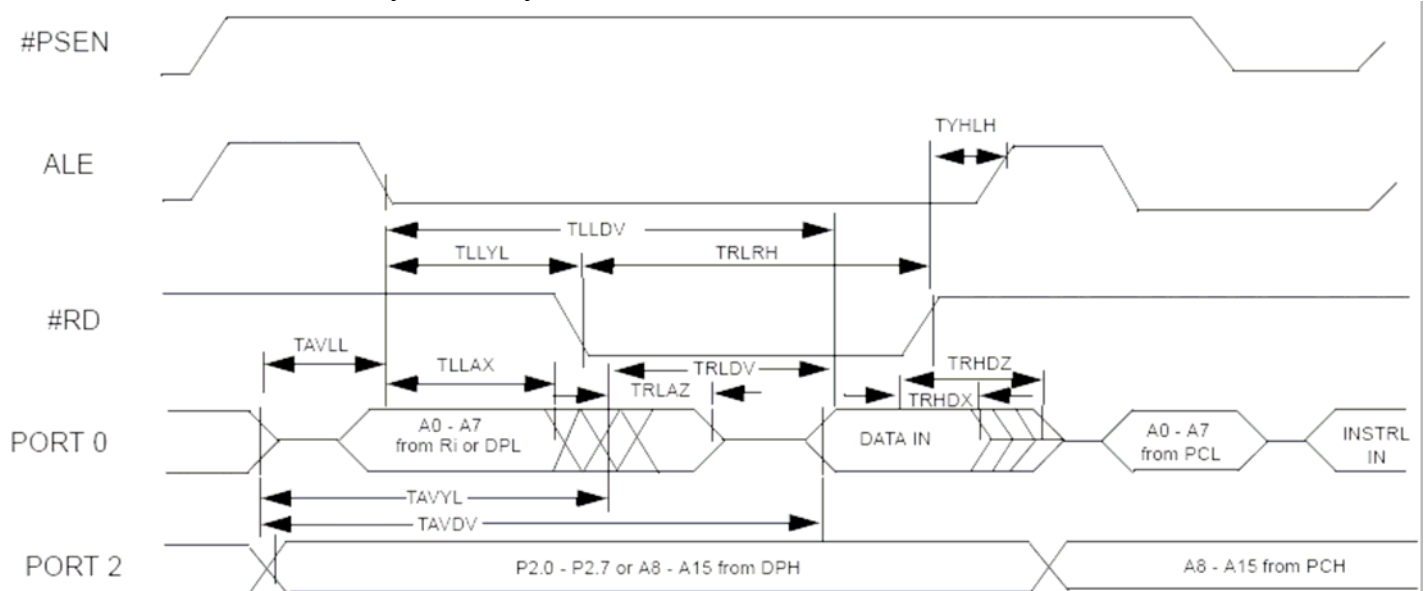 #PSEN
TYHLH
ALE
TLLDV
TLLYL
TRLRH
#RD
TAVLL
TLLAX
TRLDV
TRHDZ
TRLAZ
TRHDX
PORT 0
A0 - A7
from Ri or DPL
DATA IN
A0 - A7
from PCL
INSTRL
IN
TAVYL
TAVDV
PORT 2
P2.0 - P2.7 or A8 - A15 from DPH
A8 - A15 from PCH